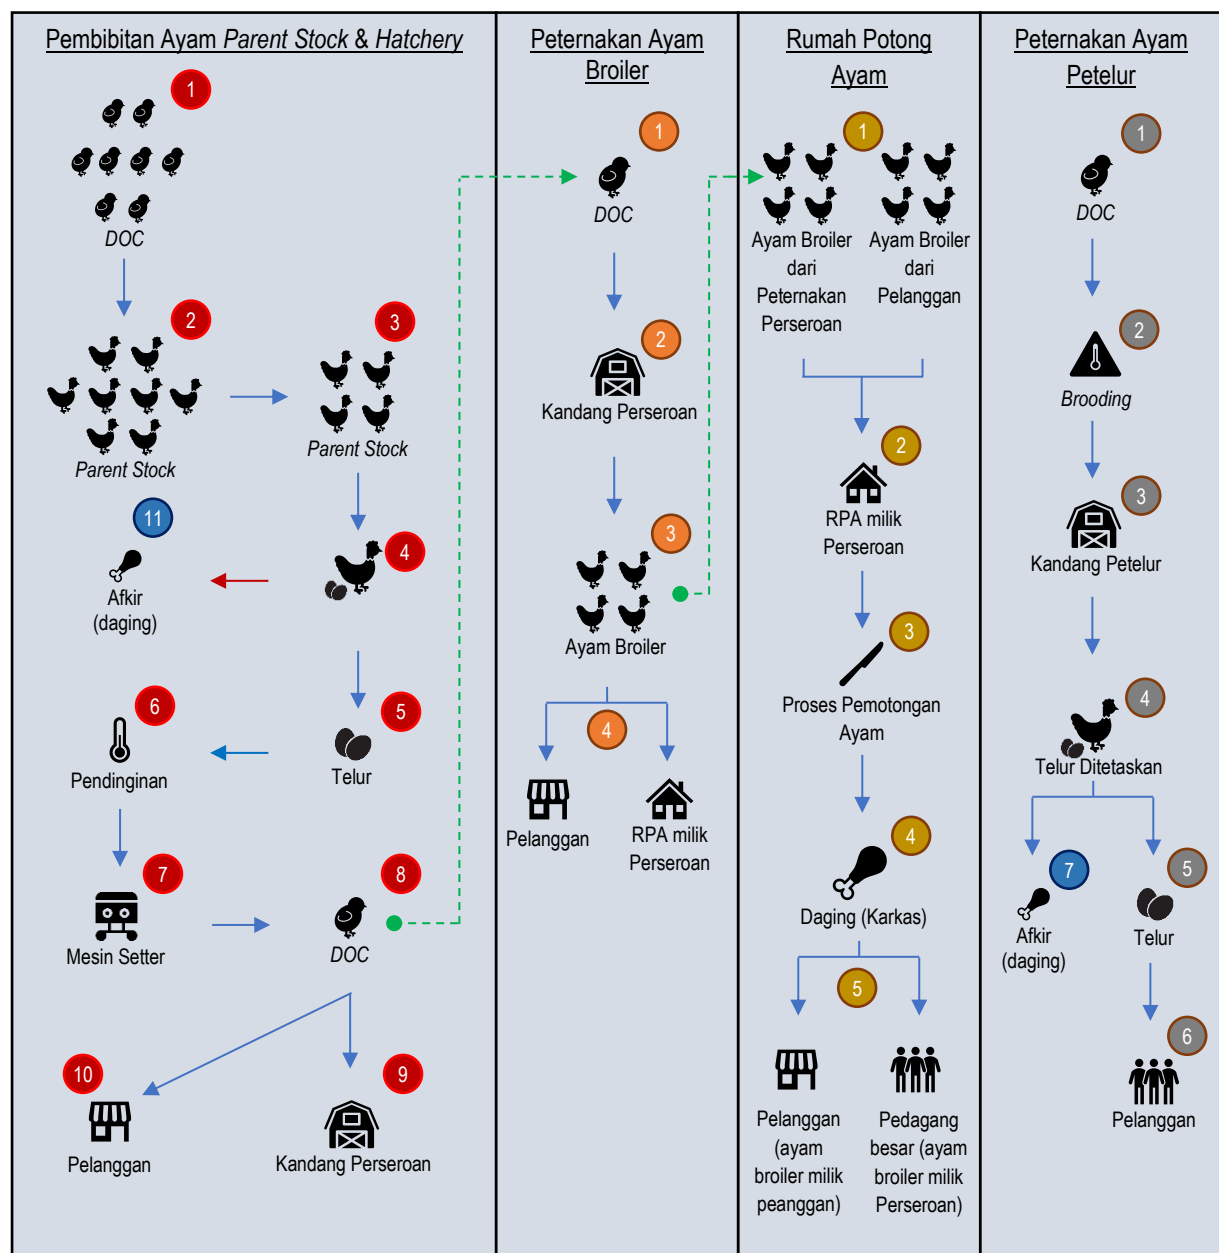 Pembibitan Ayam Parent Stock & Hatchery
1
DOC
2
3
Parent Stock
Parent Stock
11
4
Afkir
(daging)
6
5
Pendinginan
Telur
7
8
Mesin Setter
DOC
10
9
Pelanggan
Kandang Perseroan
Peternakan Ayam
Broiler
1
DOC
2
Kandang Perseroan
3
Ayam Broiler
4
Pelanggan
RPA milik
Perseroan
Rumah Potong
Ayam
1
Ayam Broiler
dari
Peternakan
Perseroan
Ayam Broiler
dari
Pelanggan
2
RPA milik
Perseroan
3
Proses Pemotongan
Ayam
4
Daging (Karkas)
5
Pelanggan
(ayam
broiler milik
peanggan)
Pedagang
besar (ayam
broiler milik
Perseroan)
Peternakan Ayam
Petelur
1
DOC
2
Brooding
3
Kandang Petelur
4
Telur Ditetaskan
7
5
Afkir
(daging)
Telur
6
Pelanggan